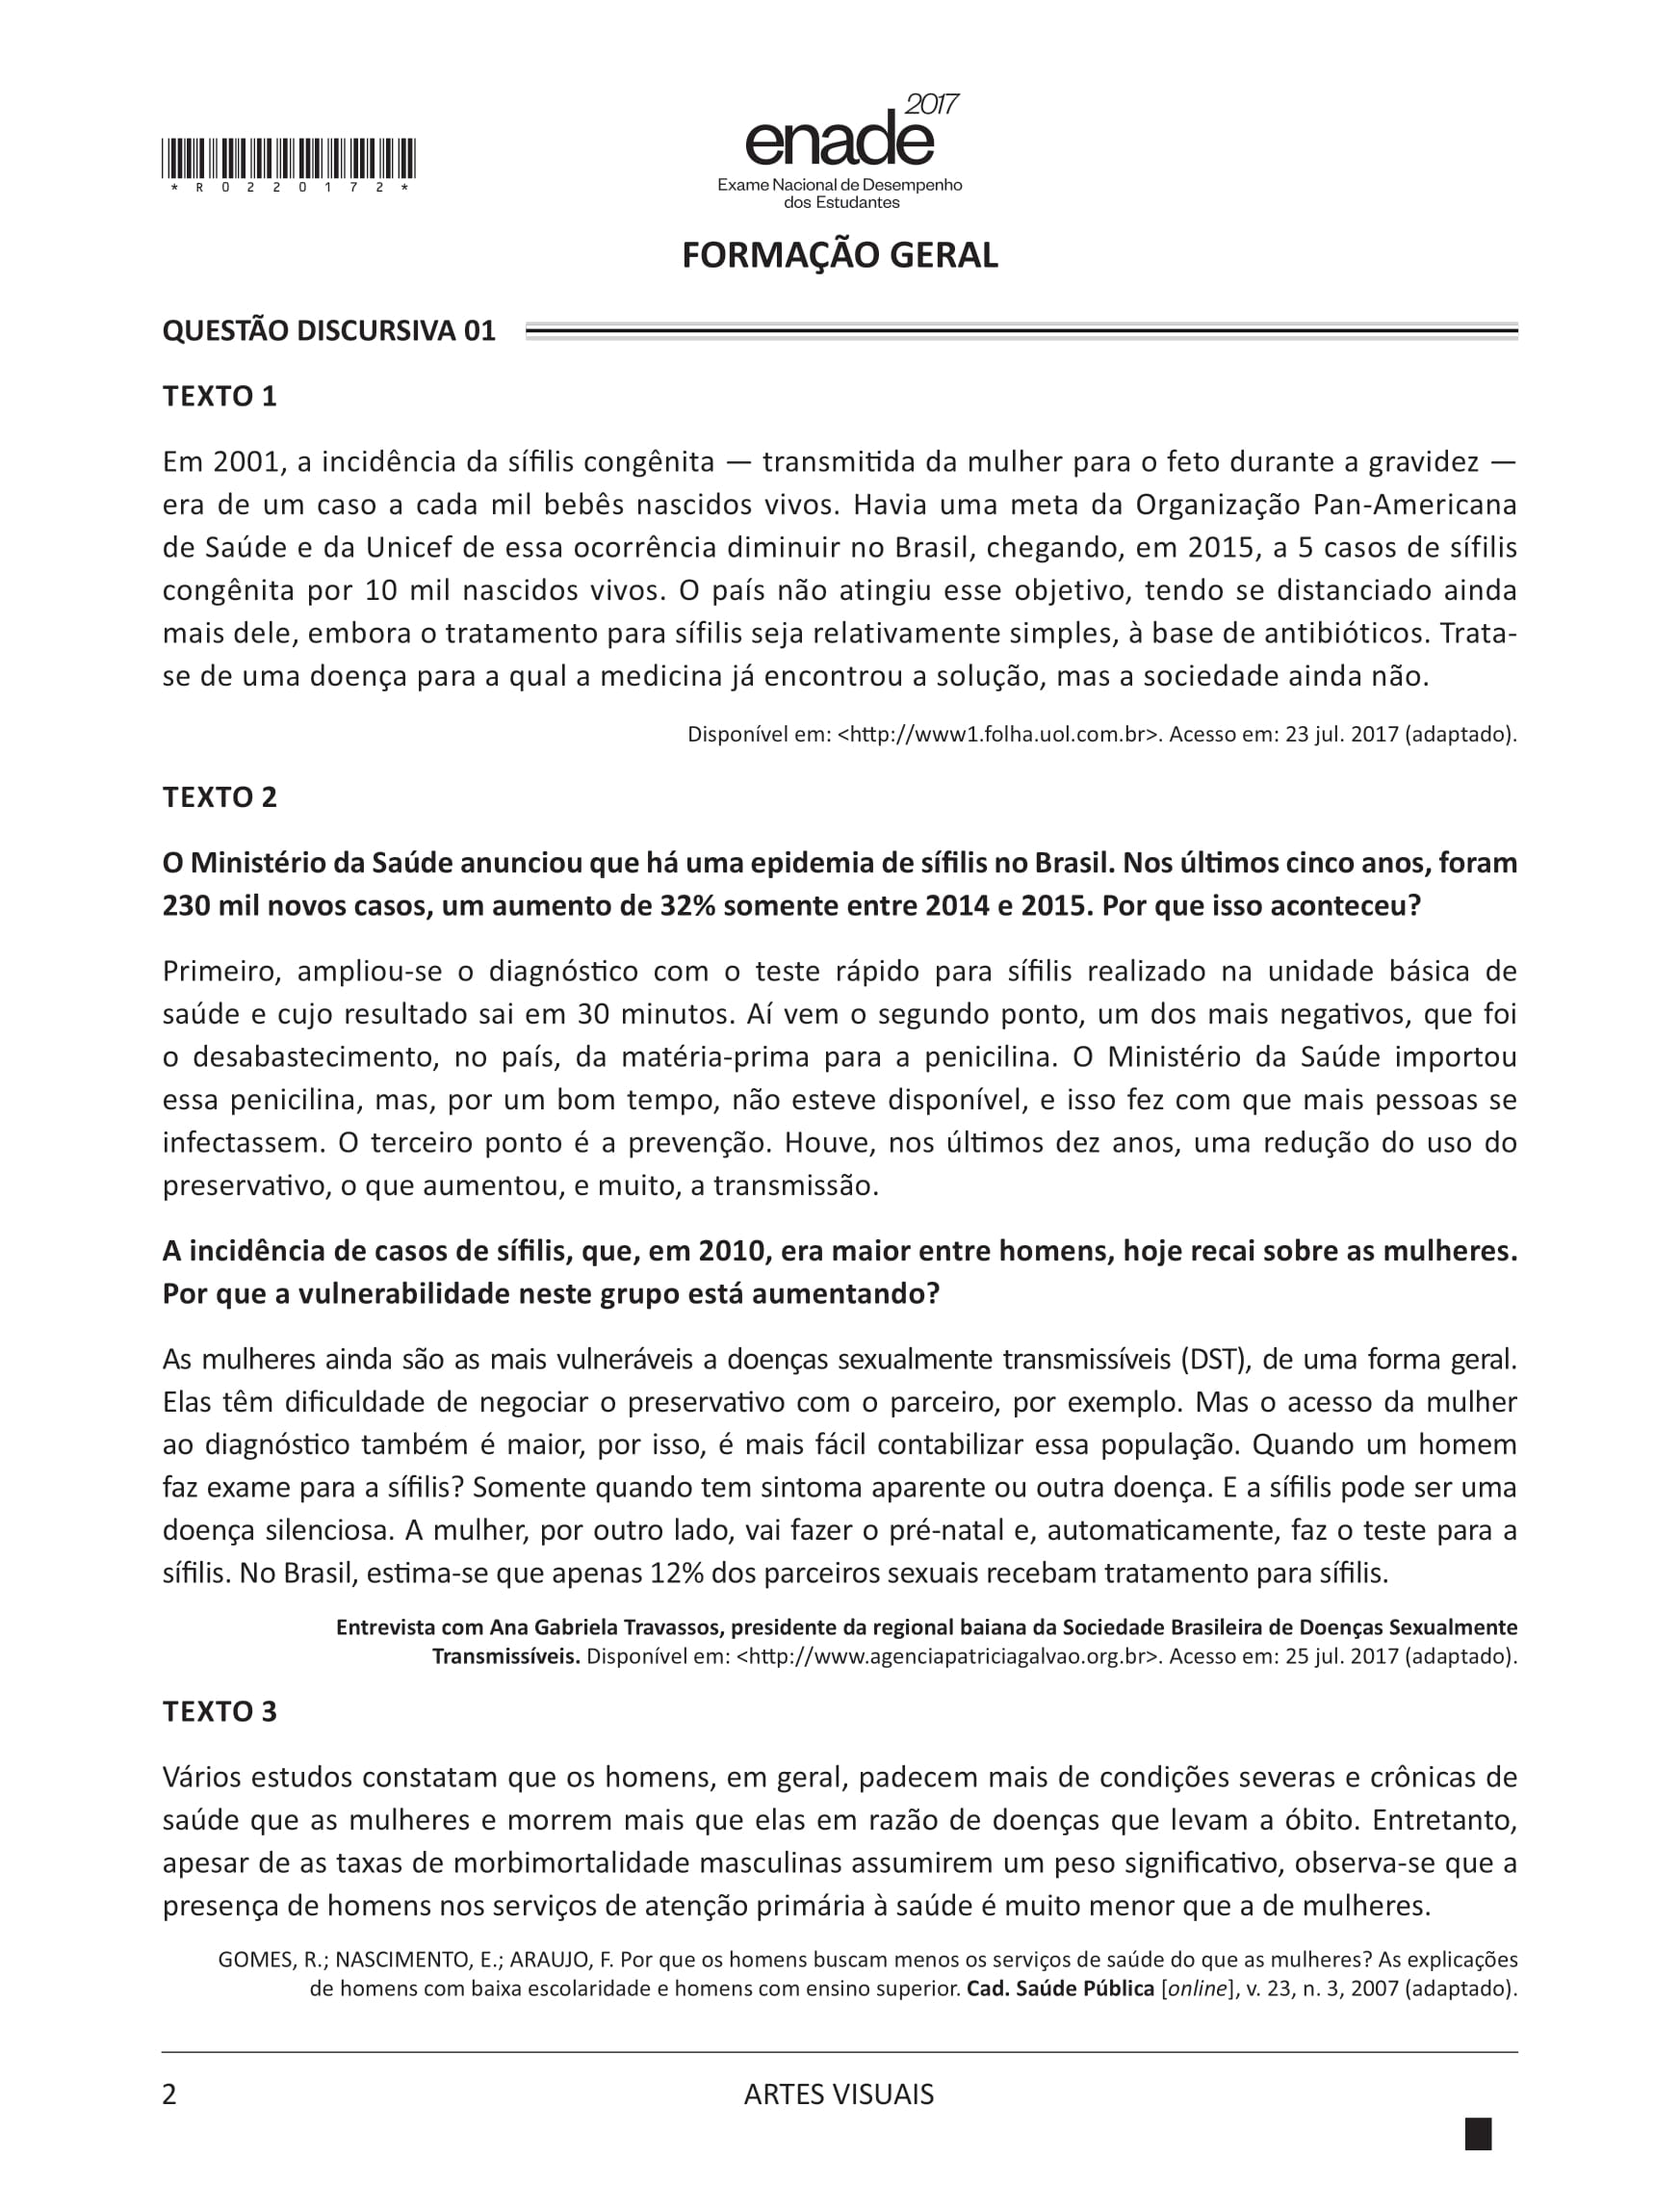 2017
enade
Exame Nacional de Desempenho
dos Estudantes
*R0220172*
FORMAÇÃO GERAL
QUESTÃO DISCURSIVA 01
TEXTO 1
Em 2001, a incidência da sífilis congênita — transmitida da mulher para o feto durante a gravidez —
era de um caso a cada mil bebês nascidos vivos. Havia uma meta da Organização Pan-Americana
de Saúde e da Unicef de essa ocorrência diminuir no Brasil, chegando, em 2015, a 5 casos de sífilis
congênita por 10 mil nascidos vivos. O país não atingiu esse objetivo, tendo se distanciado ainda
mais dele, embora o tratamento para sífilis seja relativamente simples, à base de antibióticos. Trata-
se de uma doença para a qual a medicina já encontrou a solução, mas a sociedade ainda não.
Disponível em: <http://www1.folha.uol.com.br>. Acesso em: 23 jul. 2017 (adaptado).
TEXTO 2
O Ministério da Saúde anunciou que há uma epidemia de sífilis no Brasil. Nos últimos cinco anos, foram
230 mil novos casos, um aumento de 32% somente entre 2014 e 2015. Por que isso aconteceu?
Primeiro, ampliou-se o diagnóstico com o teste rápido para sífilis realizado na unidade básica de
saúde e cujo resultado sai em 30 minutos. Aí vem o segundo ponto, um dos mais negativos, que foi
o desabastecimento, no país, da matéria-prima para a penicilina. O Ministério da Saúde importou
essa penicilina, mas, por um bom tempo, não esteve disponível, e isso fez com que mais pessoas se
infectassem. O terceiro ponto é a prevenção. Houve, nos últimos dez anos, uma redução do uso do
preservativo, o que aumentou, e muito, a transmissão.
A incidência de casos de sífilis, que, em 2010, era maior entre homens, hoje recai sobre as mulheres.
Por que a vulnerabilidade neste grupo está aumentando?
As mulheres ainda são as mais vulneráveis a doenças sexualmente transmissíveis (DST), de uma forma geral.
Elas têm dificuldade de negociar o preservativo com o parceiro, por exemplo. Mas o acesso da mulher
ao diagnóstico também é maior, por isso, é mais fácil contabilizar essa população. Quando um homem
faz exame para a sífilis? Somente quando tem sintoma aparente ou outra doença. E a sífilis pode ser uma
doença silenciosa. A mulher, por outro lado, vai fazer o pré-natal e, automaticamente, faz o teste para a
sífilis. No Brasil, estima-se que apenas 12% dos parceiros sexuais recebam tratamento para sífilis.
Entrevista com Ana Gabriela Travassos, presidente da regional baiana da Sociedade Brasileira de Doenças Sexualmente
Transmissíveis. Disponível em: <http://www.agenciapatriciagalvao.org.br>. Acesso em: 25 jul. 2017 (adaptado).
TEXTO 3
Vários estudos constatam que os homens, em geral, padecem mais de condições severas e crônicas de
saúde que as mulheres e morrem mais que elas em razão de doenças que levam a óbito. Entretanto,
apesar de as taxas de morbimortalidade masculinas assumirem um peso significativo, observa-se que a
presença de homens nos serviços de atenção primária à saúde é muito menor que a de mulheres.
GOMES, R.; NASCIMENTO, E.; ARAUJO, F. Por que os homens buscam menos os serviços de saúde do que as mulheres? As explicações
de homens com baixa escolaridade e homens com ensino superior. Cad. Saúde Pública [online], v. 23, n. 3, 2007 (adaptado).
2
ARTES VISUAIS